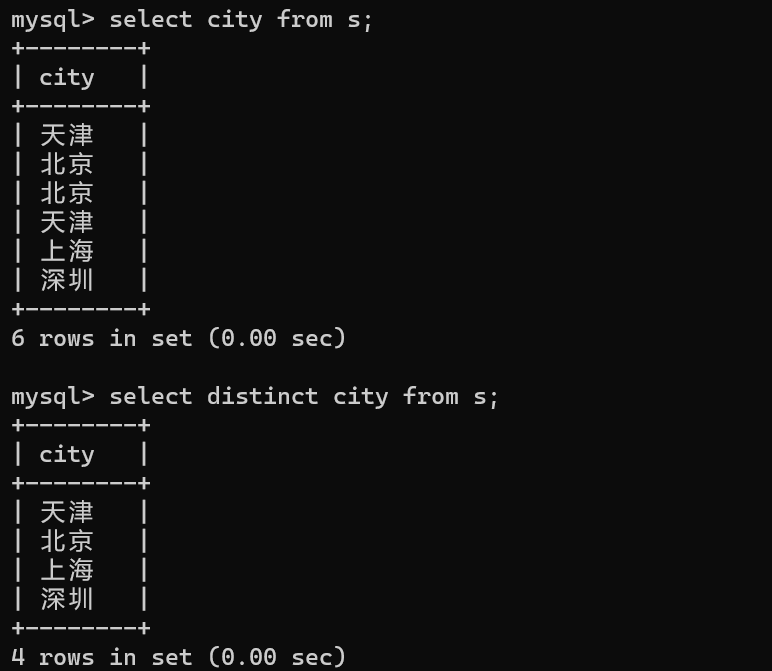 mysql> select city from s;
+--------+
| city   |
+--------+
| 天津   |
| 北京   |
| 北京   |
| 天津   |
| 上海   |
| 深圳   |
+--------+
6 rows in set (0.00 sec)

mysql> select distinct city from s;
+--------+
| city   |
+--------+
| 天津   |
| 北京   |
| 上海   |
| 深圳   |
+--------+
4 rows in set (0.00 sec)